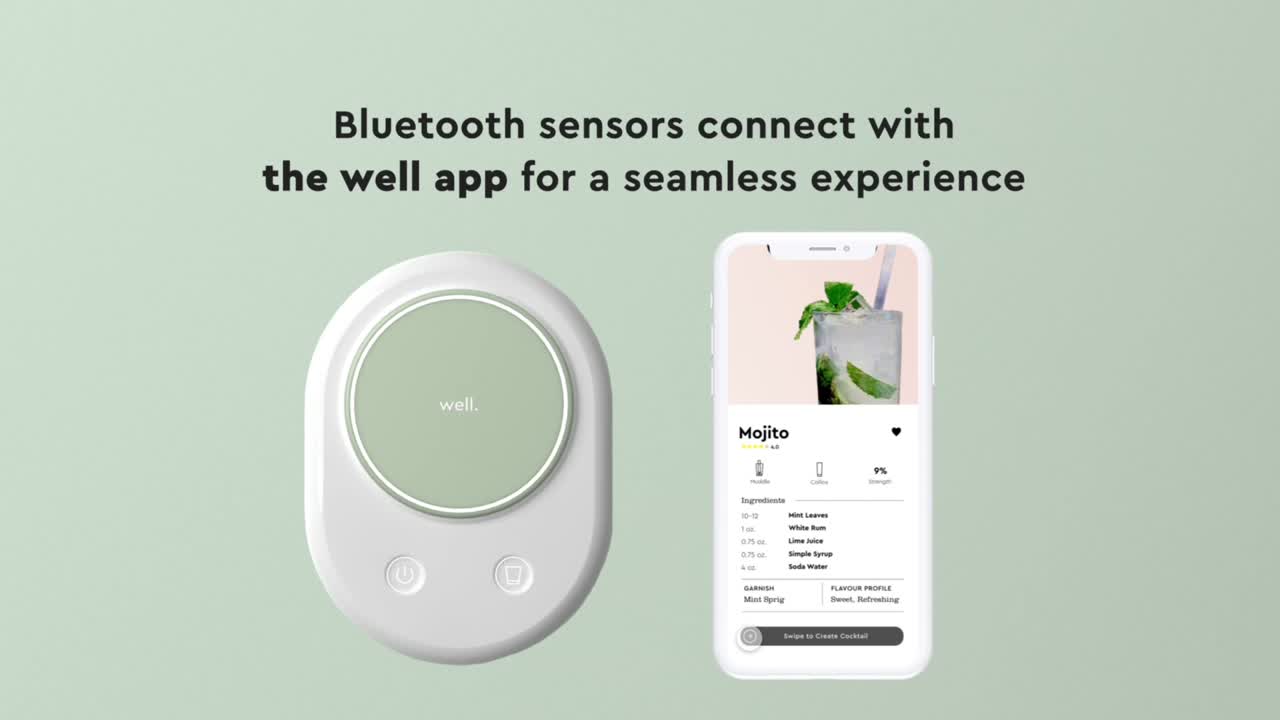 Bluetooth sensors connect with
the well app for a seamless experience
well.
Mojito
4.0
9%
Muddle
Collins
Strength
Ingredients
10-12 Mint Leaves
1 oz. White Rum
0.75 oz. Lime Juice
0.75 oz. Simple Syrup
4 oz. Soda Water
GARNISH FLAVOUR PROFILE
Mint Sprig Sweet, Refreshing
Swipe to Create Cocktail